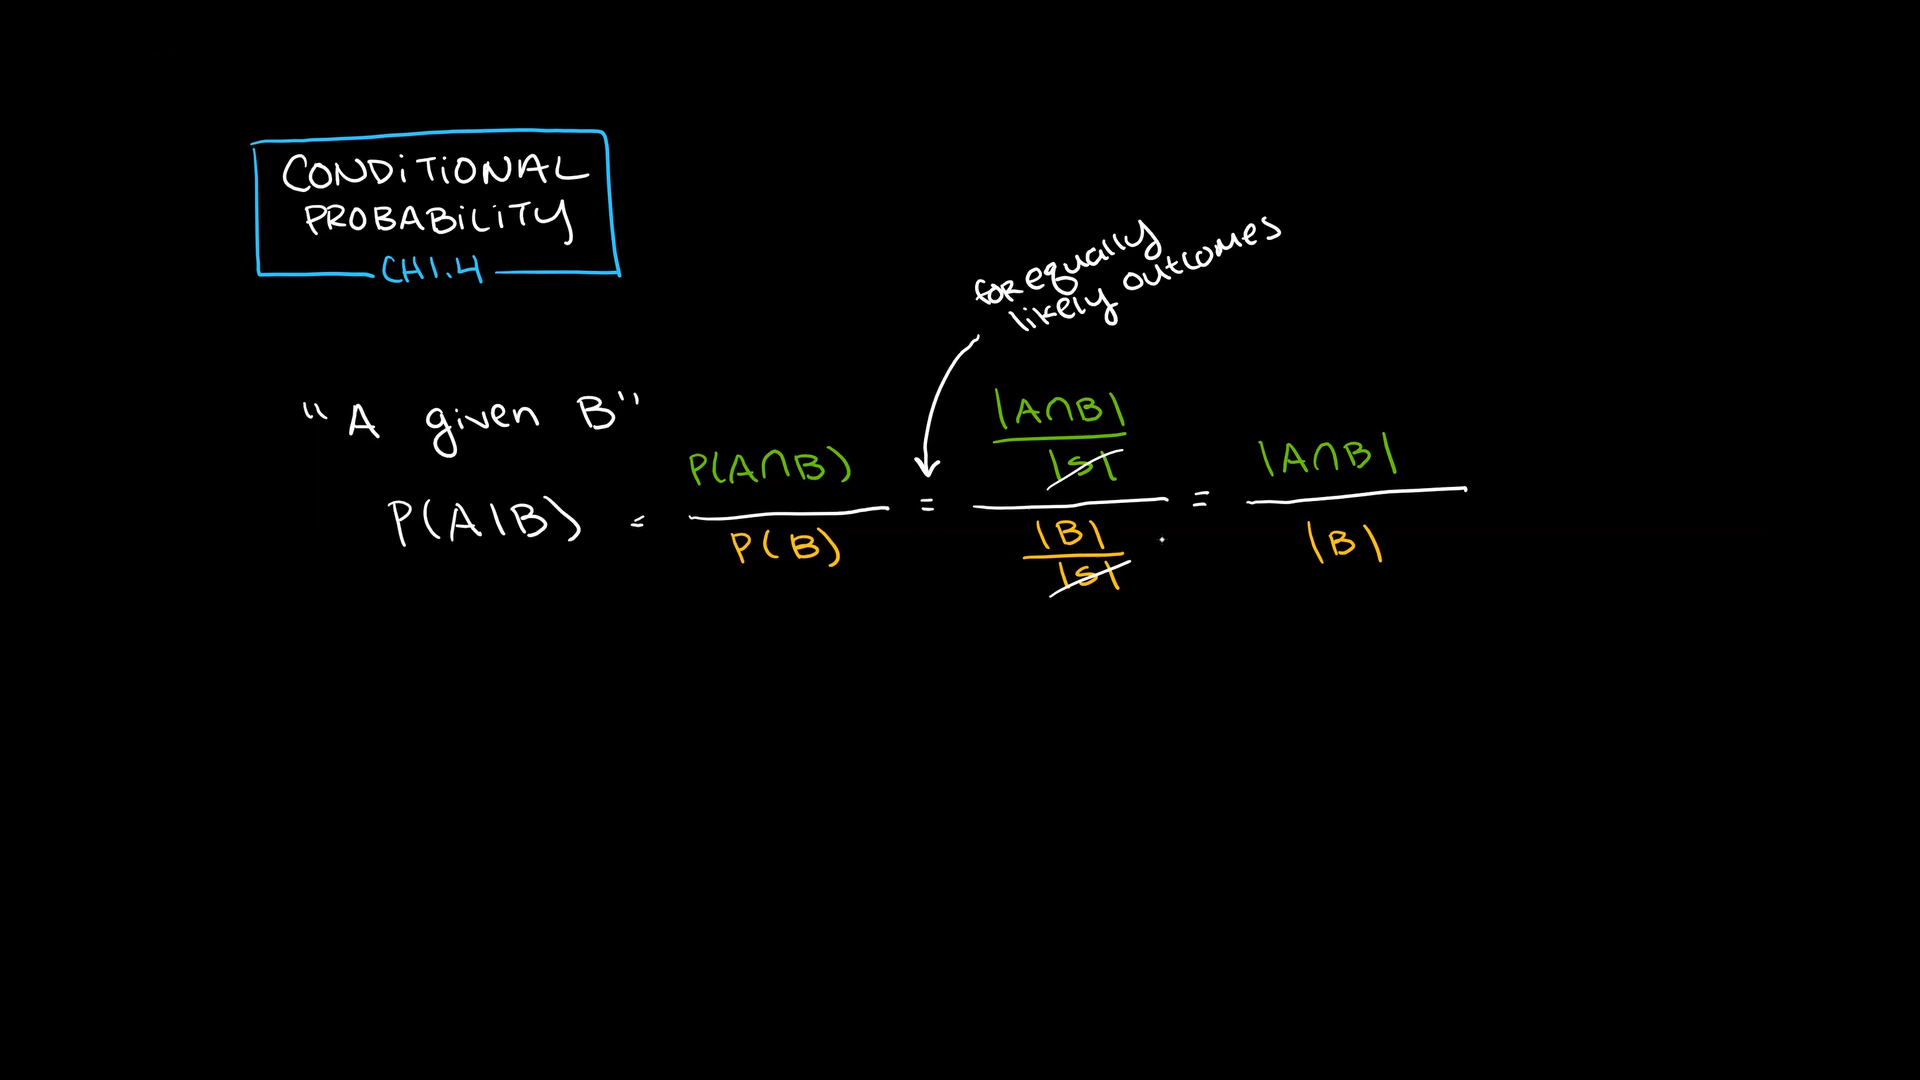 CONDiTiONAL
PROBABiLiTY
CH1.4
for equally
likely outcomes
"A given B"
P(A|B) = P(A∩B) / P(B) = (|A∩B| / |S|) / (|B| / |S|) = |A∩B| / |B|